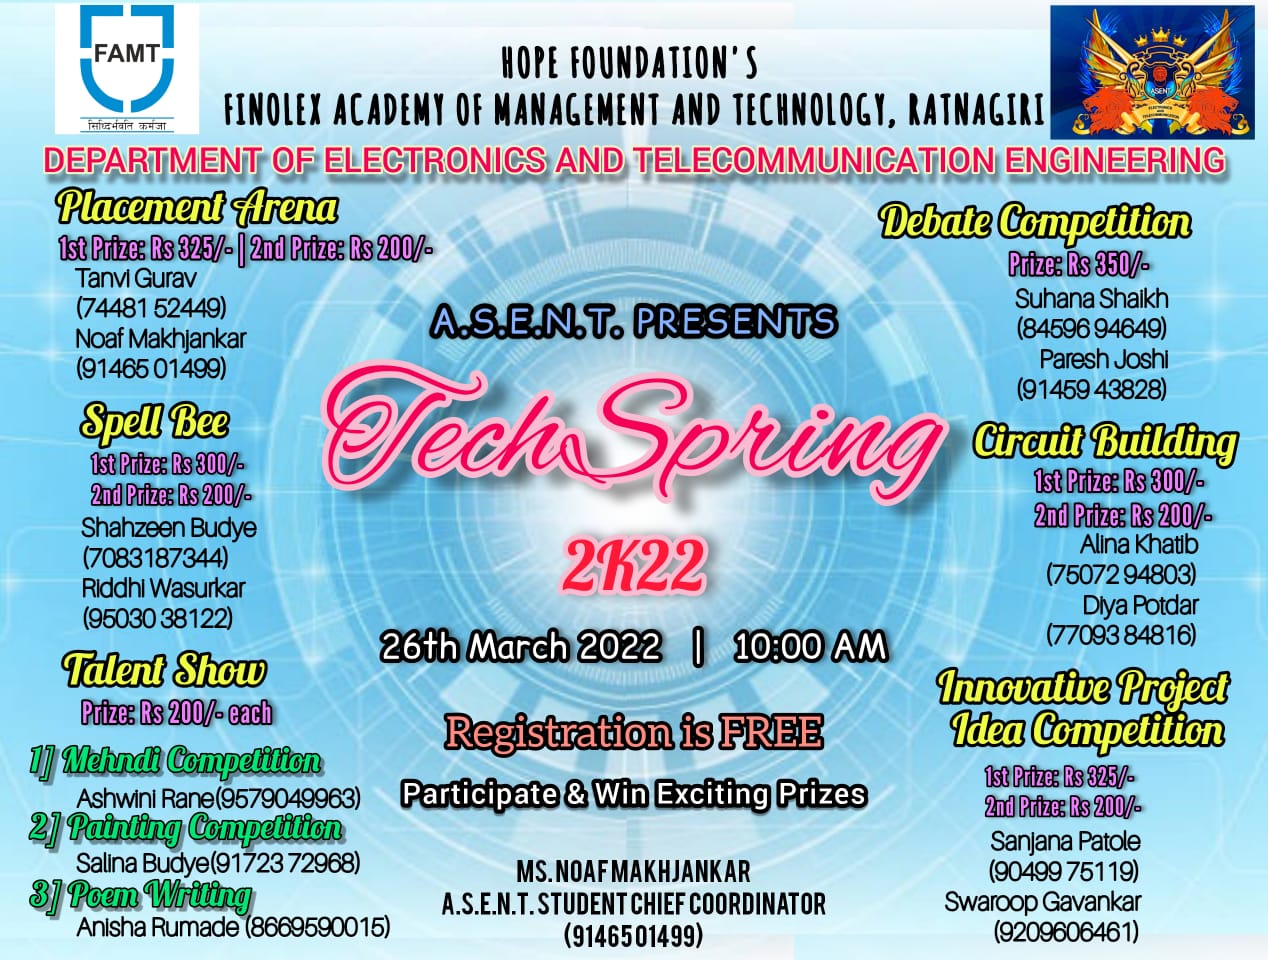 FAMT
सिध्दिर्भवति कर्मजा
HOPE FOUNDATION'S
FINOLEX ACADEMY OF MANAGEMENT AND TECHNOLOGY, RATNAGIRI
ASENT
ELECTRONICS
TELECOMMUNICATION
DEPARTMENT OF ELECTRONICS AND TELECOMMUNICATION ENGINEERING
Placement Arena
1st Prize: Rs 325/- | 2nd Prize: Rs 200/-
Tanvi Gurav
(74481 52449)
Noaf Makhjankar
(91465 01499)
Spell Bee
1st Prize: Rs 300/-
2nd Prize: Rs 200/-
Shahzeen Budye
(7083187344)
Riddhi Wasurkar
(95030 38122)
Talent Show
Prize: Rs 200/- each
1] Mehndi Competition
Ashwini Rane(9579049963)
2] Painting Competition
Salina Budye(91723 72968)
3] Poem Writing
Anisha Rumade (8669590015)
A.S.E.N.T. PRESENTS
TechSpring
2K22
26th March 2022 | 10:00 AM
Registration is FREE
Participate & Win Exciting Prizes
MS. NOAF MAKHJANKAR
A.S.E.N.T. STUDENT CHIEF COORDINATOR
(9146501499)
Debate Competition
Prize: Rs 350/-
Suhana Shaikh
(84596 94649)
Paresh Joshi
(91459 43828)
Circuit Building
1st Prize: Rs 300/-
2nd Prize: Rs 200/-
Alina Khatib
(75072 94803)
Diya Potdar
(77093 84816)
Innovative Project
Idea Competition
1st Prize: Rs 325/-
2nd Prize: Rs 200/-
Sanjana Patole
(90499 75119)
Swaroop Gavankar
(9209606461)